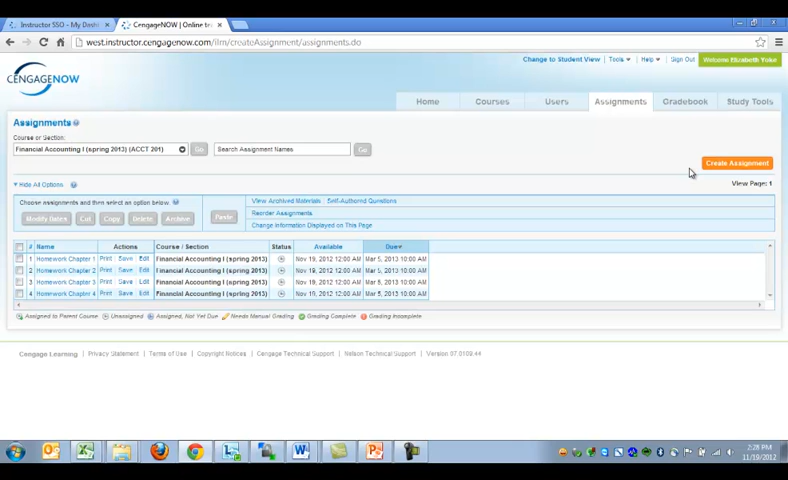 Instructor SSO – My Dash
CengageNOW | Online te
west.instructor.cengagenow.com/ilrn/createAssignment/assignments.do
Change to Student View | Tools | Help | Sign Out
Welcome Elizabeth Yoke
CENGAGENOW
Home
Courses
Users
Assignments
Gradebook
Study Tools
Assignments
Course or Section:
Financial Accounting I (spring 2013) (ACCT 201)
Go
Search Assignment Names
Go
Create Assignment
Hide All Options
View Page: 1
Choose assignments and then select an option below.
View Archived Materials | Self-Authored Questions
Modify Dates
Cut
Copy
Delete
Archive
Paste
Reorder Assignments
Change Information Displayed on This Page
# Name Actions Course / Section Status Available Due
1 Homework Chapter 1 Print Save Edit Financial Accounting I (spring 2013) Nov 19, 2012 12:00 AM Mar 5, 2013 10:00 AM
2 Homework Chapter 2 Print Save Edit Financial Accounting I (spring 2013) Nov 19, 2012 12:00 AM Mar 5, 2013 10:00 AM
3 Homework Chapter 3 Print Save Edit Financial Accounting I (spring 2013) Nov 19, 2012 12:00 AM Mar 5, 2013 10:00 AM
4 Homework Chapter 4 Print Save Edit Financial Accounting I (spring 2013) Nov 19, 2012 12:00 AM Mar 5, 2013 10:00 AM
Assigned to Parent Course
Unassigned
Assigned, Not Yet Due
Needs Manual Grading
Grading Complete
Grading Incomplete
Cengage Learning | Privacy Statement | Terms of Use | Copyright Notices | Cengage Technical Support | Nelson Technical Support | Version
2:28 PM
11/19/2012